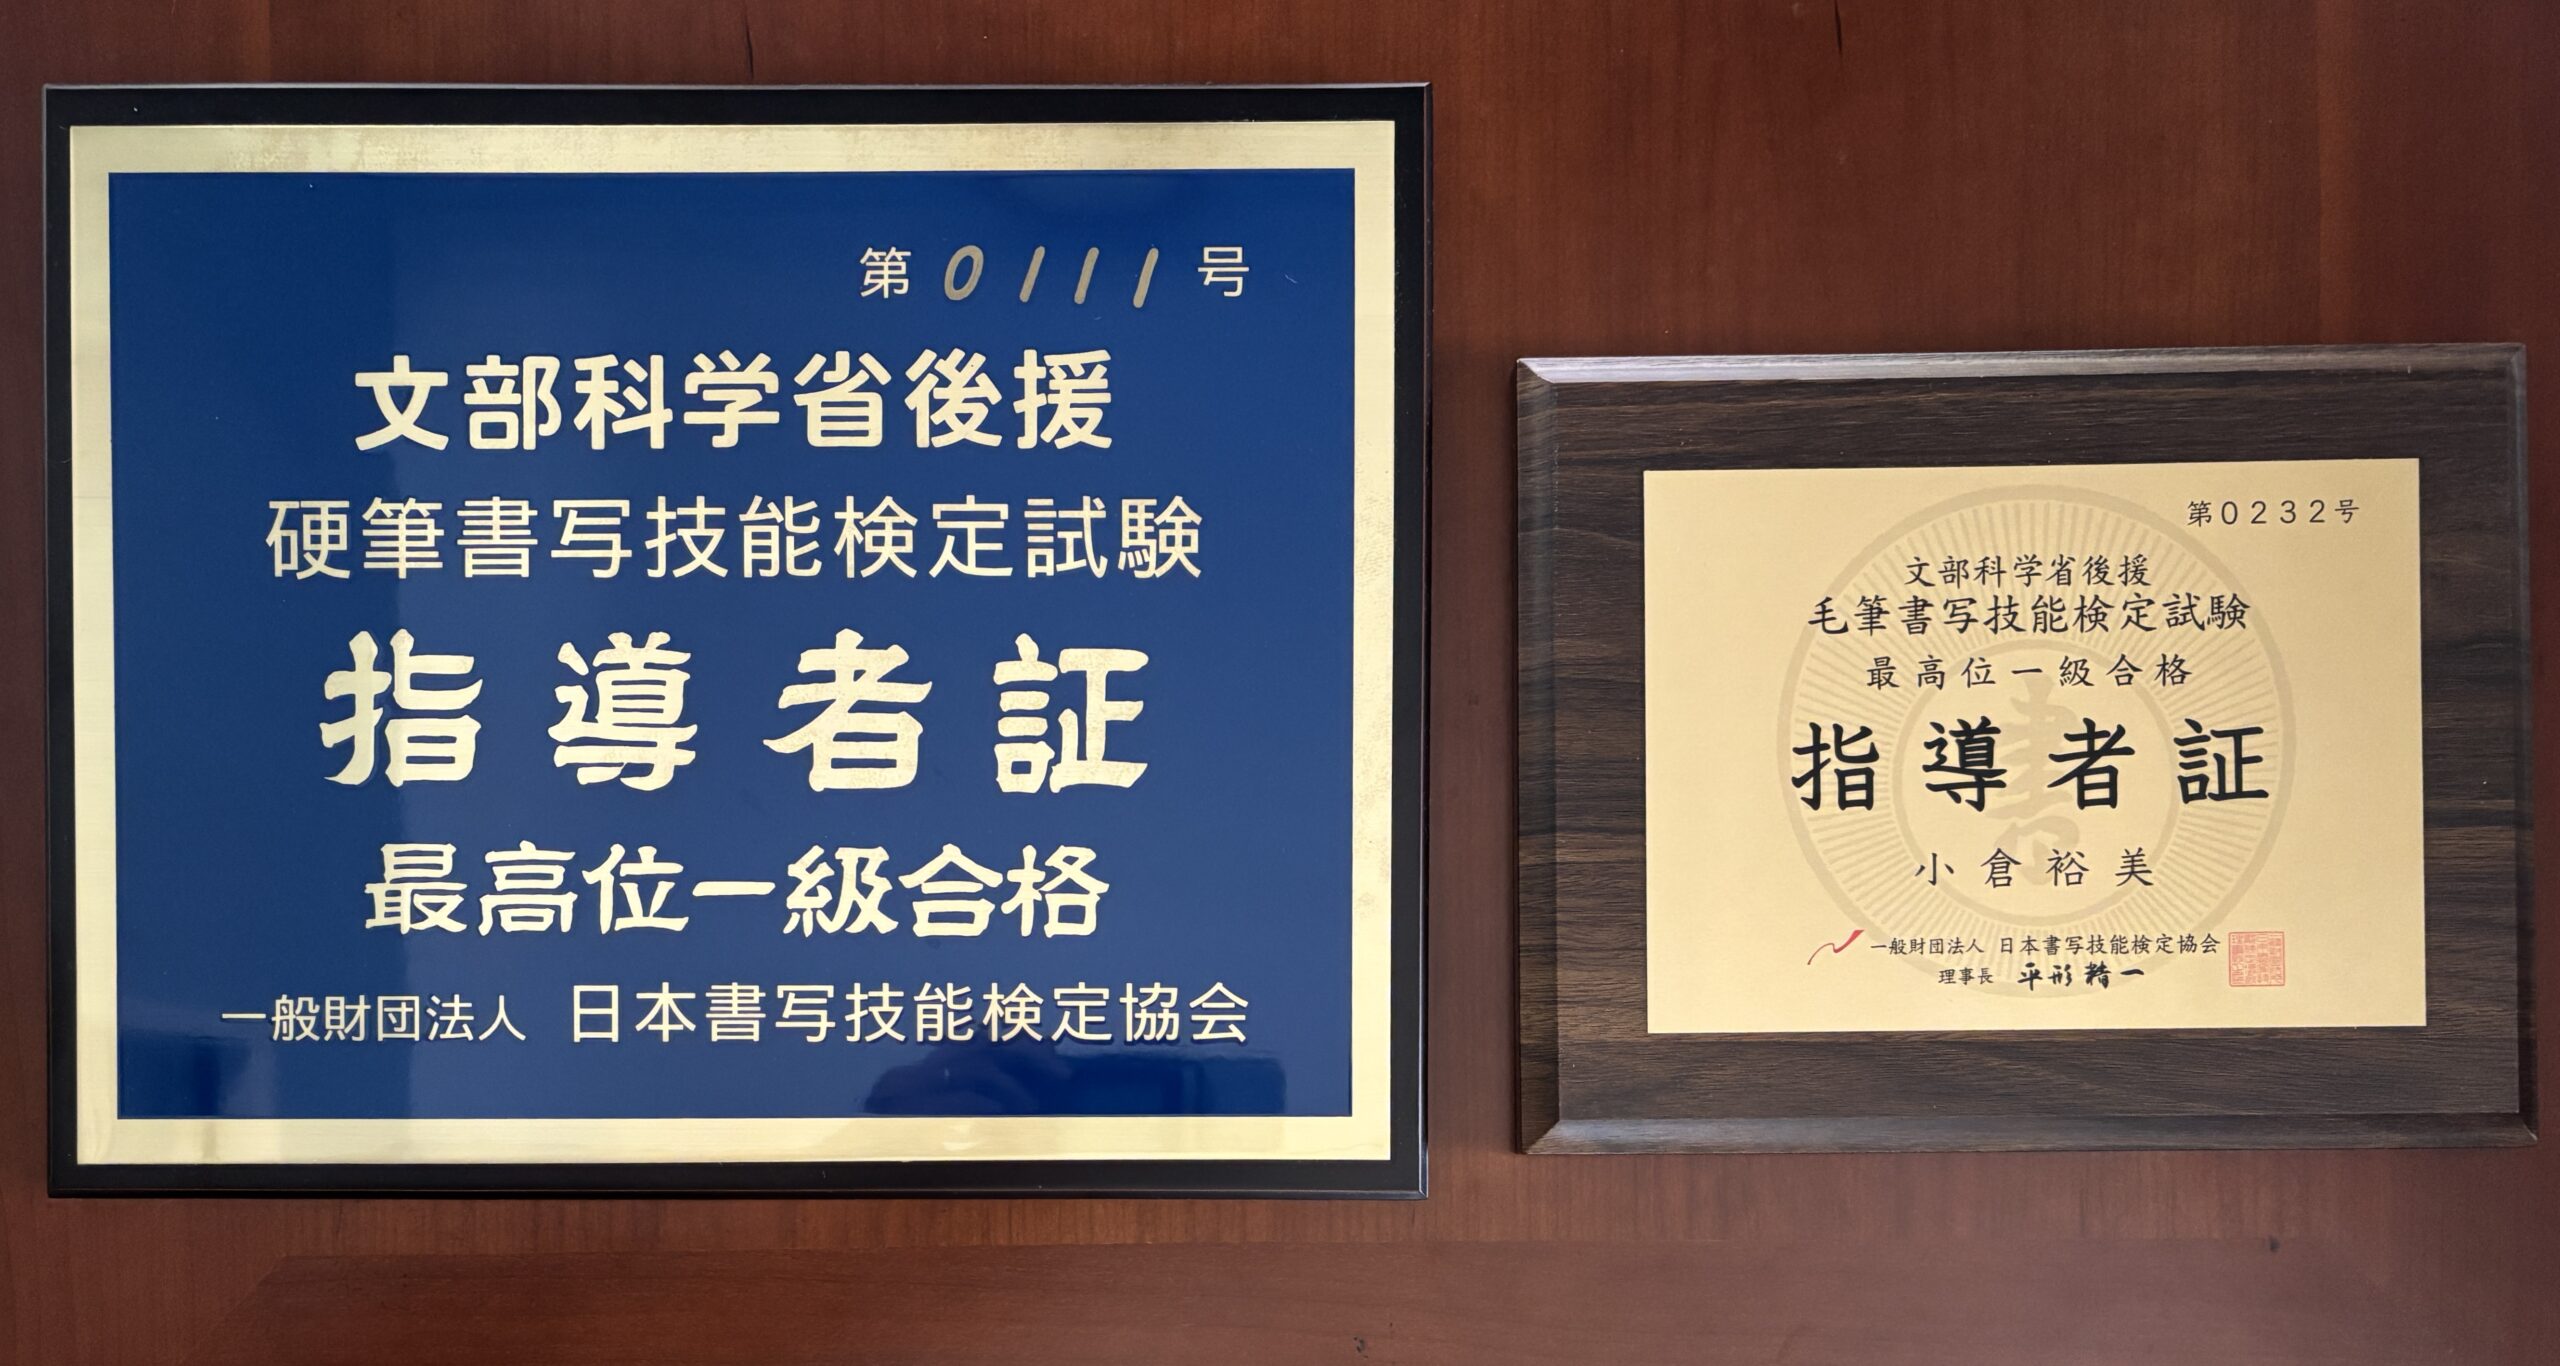 第0111号
文部科学省後援
硬筆書写技能検定試験
指導者証
最高位一級合格
一般財団法人 日本書写技能検定協会
第0232号
文部科学省後援
毛筆書写技能検定試験
最高位一級合格
指導者証
小倉裕美
一般財団法人 日本書写技能検定協会
理事長 平形精一